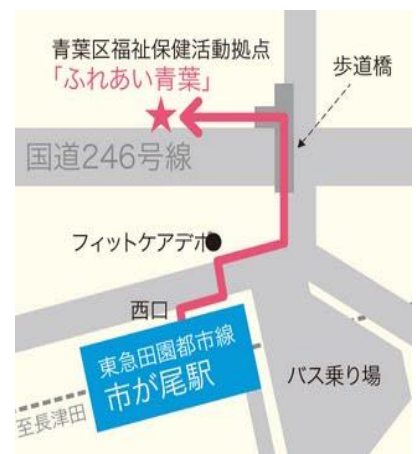 青葉区福祉保健活動拠点
「ふれあい青葉」
歩道橋
国道246号線
フィットケアデポ
西口
東急田園都市線
市が尾駅
バス乗り場
至長津田